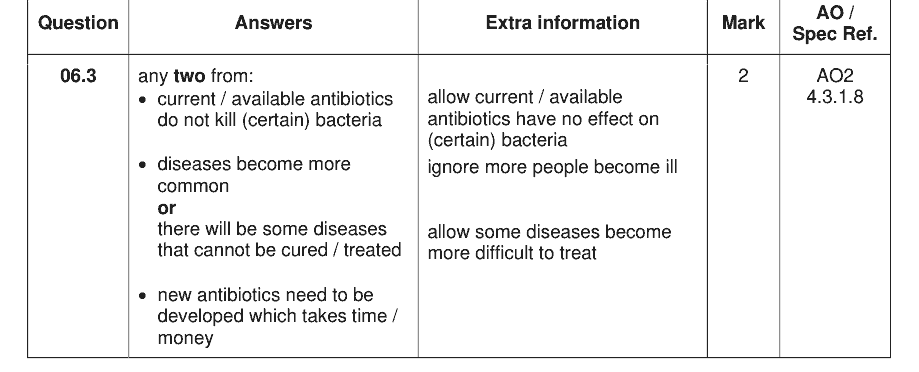 Question Answers Extra information Mark AO /
Spec Ref.
06.3 any two from: 2 AO2
• current / available antibiotics allow current / available 4.3.1.8
do not kill (certain) bacteria antibiotics have no effect on
(certain) bacteria
• diseases become more ignore more people become ill
common
or
there will be some diseases allow some diseases become
that cannot be cured / treated more difficult to treat
• new antibiotics need to be
developed which takes time /
money